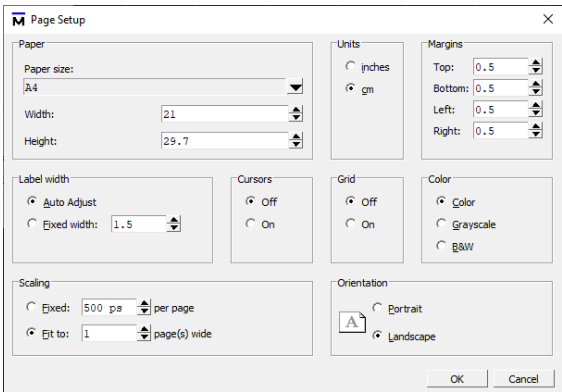 M Page Setup
Paper
Paper size:
A4
Width: 21
Height: 29.7
Units
inches
cm
Margins
Top: 0.5
Bottom: 0.5
Left: 0.5
Right: 0.5
Label width
Auto Adjust
Fixed width: 1.5
Cursors
Off
On
Grid
Off
On
Color
Color
Grayscale
B&W
Scaling
Fixed: 500 ps per page
Fit to: 1 page(s) wide
Orientation
A
Portrait
Landscape
OK Cancel